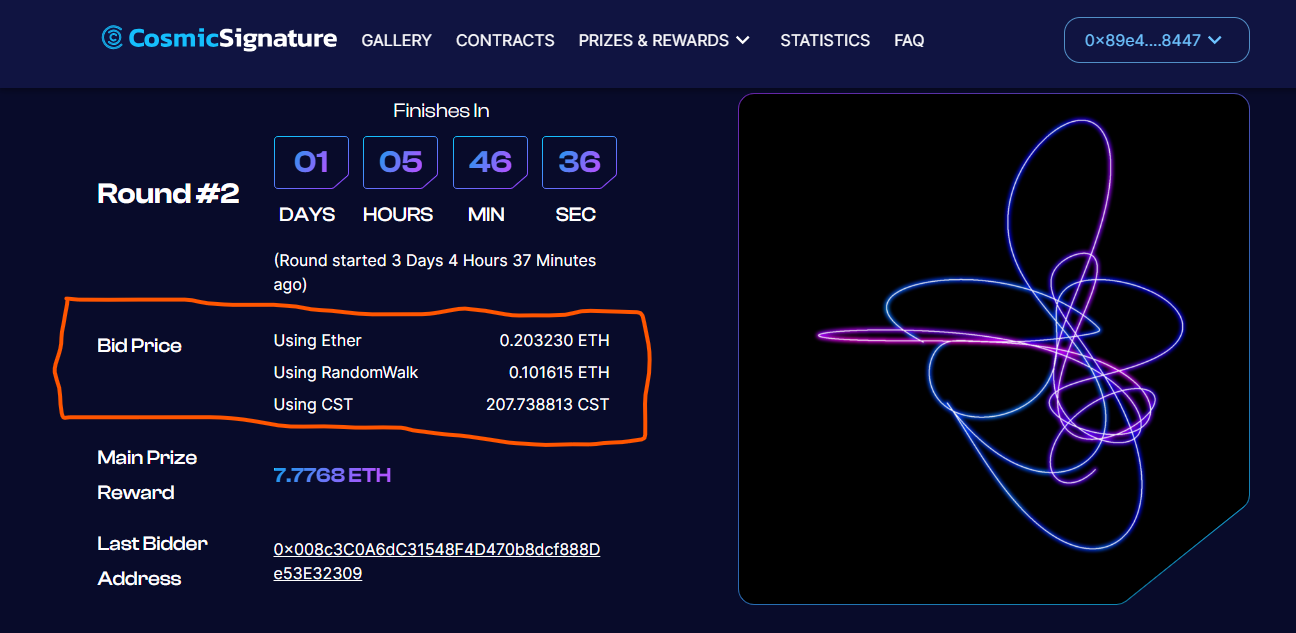 CosmicSignature GALLERY CONTRACTS PRIZES & REWARDS STATISTICS FAQ 0x89e4....8447
Finishes In
01 05 46 36
Round #2
DAYS HOURS MIN SEC
(Round started 3 Days 4 Hours 37 Minutes
ago)
Bid Price
Using Ether 0.203230 ETH
Using RandomWalk 0.101615 ETH
Using CST 207.738813 CST
Main Prize
Reward
7.7768 ETH
Last Bidder
Address
0x008c3C0A6dC31548F4D470b8dcf888D
e53E32309